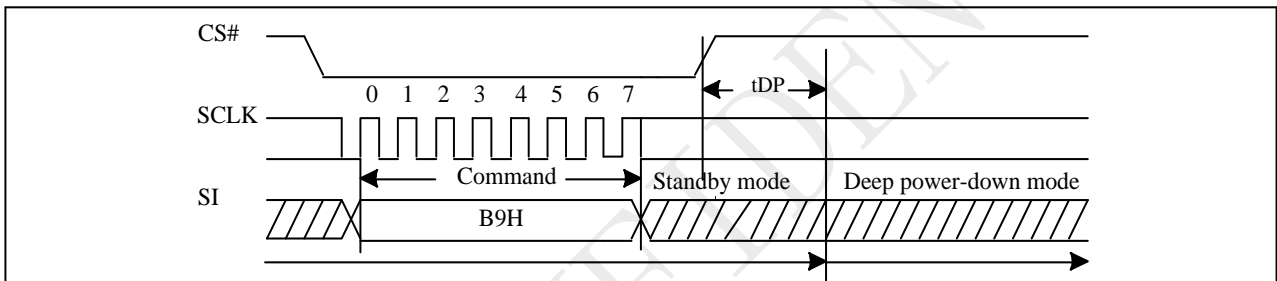 CS#
tDP
0 1 2 3 4 5 6 7
SCLK
Command
Standby mode
Deep power-down mode
SI
B9H